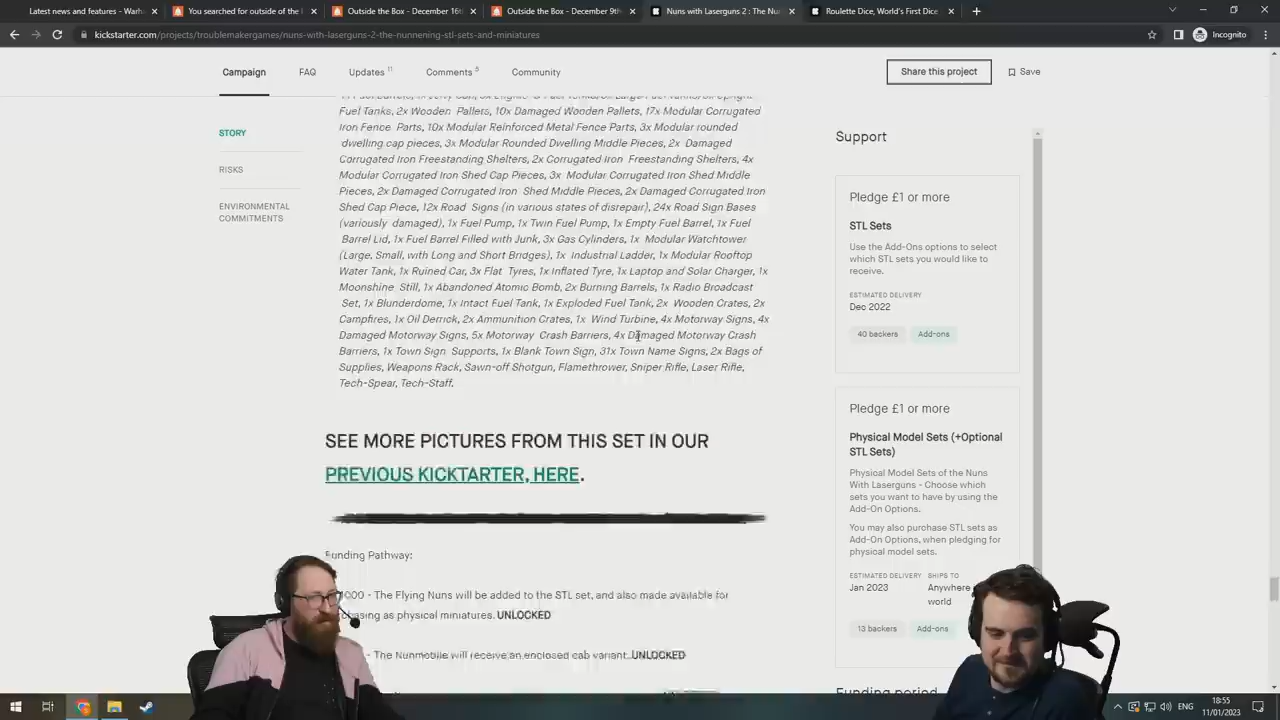 Latest news and features - Warh
You searched for outside of the l
Outside the Box - December 16t
Outside the Box - December 9th
Nuns with Laserguns 2 : The Nun
Roulette Dice, World's First Dice
kickstarter.com/projects/troublemakergames/nuns-with-laserguns-2-the-nunnening-stl-sets-and-miniatures
Incognito
Campaign
FAQ
Updates 11
Comments 5
Community
Share this project
Save
STORY
RISKS
ENVIRONMENTAL
COMMITMENTS
Fuel Tanks, 2x Wooden Pallers, 10x Damaged Wooden Pallets, 17x Modular Corrugated
Iron Fence Parts, 10x Modular Reinforced Metal Fence Parts, 3x Modular rounded
dwelling cap pieces, 3x Modular Rounded Dwelling Middle Pieces, 2x Damaged
Corrugated Iron Freestanding Shelters, 2x Corrugated Iron Freestanding Shelters, 4x
Modular Corrugated Iron Shed Cap Pieces, 3x Modular Corrugated Iron Shed Middle
Pieces, 2x Damaged Corrugated Iron Shed Middle Pieces, 2x Damaged Corrugated Iron
Shed Cap Piece, 12x Road Signs (in various states of disrepair), 24x Road Sign Bases
(variously damaged), 1x Fuel Pump, 1x Twin Fuel Pump, 1x Empty Fuel Barrel, 1x Fuel
Barrel Lid, 1x Fuel Barrel Filled with Junk, 3x Gas Cylinders, 1x Modular Watchtower
(Large, Small, with Long and Short Bridges), 1x Industrial Ladder, 1x Modular Rooftop
Water Tank, 1x Ruined Car, 3x Flat Tyres, 1x Inflated Tyre, 1x Laptop and Solar Charger, 1x
Moonshine Still, 1x Abandoned Atomic Bomb, 2x Burning Barrels, 1x Radio Broadcast
Set, 1x Blunderdome, 1x Intact Fuel Tank, 1x Exploded Fuel Tank, 2x Wooden Crates, 2x
Campfires, 1x Oil Derrick, 2x Ammunition Crates, 1x Wind Turbine, 4x Motorway Signs, 4x
Damaged Motorway Signs, 5x Motorway Crash Barriers, 4x Damaged Motorway Crash
Barriers, 1x Town Sign Supports, 1x Blank Town Sign, 31x Town Name Signs, 2x Bags of
Supplies, Weapons Rack, Sawn-off Shotgun, Flamethrower, Sniper Rifle, Laser Rifle,
Tech-Spear, Tech-Staff.
SEE MORE PICTURES FROM THIS SET IN OUR
PREVIOUS KICKTARTER, HERE.
Funding Pathway:
000 - The Flying Nuns will be added to the STL set, and also made available for
chasing as physical miniatures. UNLOCKED
- The Nunmobile will receive an enclosed cab variant. UNLOCKED
Support
Pledge £1 or more
STL Sets
Use the Add-Ons options to select
which STL sets you would like to
receive.
ESTIMATED DELIVERY
Dec 2022
40 backers
Add-ons
Pledge £1 or more
Physical Model Sets (+Optional
STL Sets)
Physical Model Sets of the Nuns
With Laserguns - Choose which
sets you want to have by using the
Add-On Options.
You may also purchase STL sets as
Add-On Options, when pledging for
physical model sets.
ESTIMATED DELIVERY
SHIPS TO
Jan 2023
Anywhere
world
13 backers
Add-ons
Funding period
ENG
18:55
11/01/2023